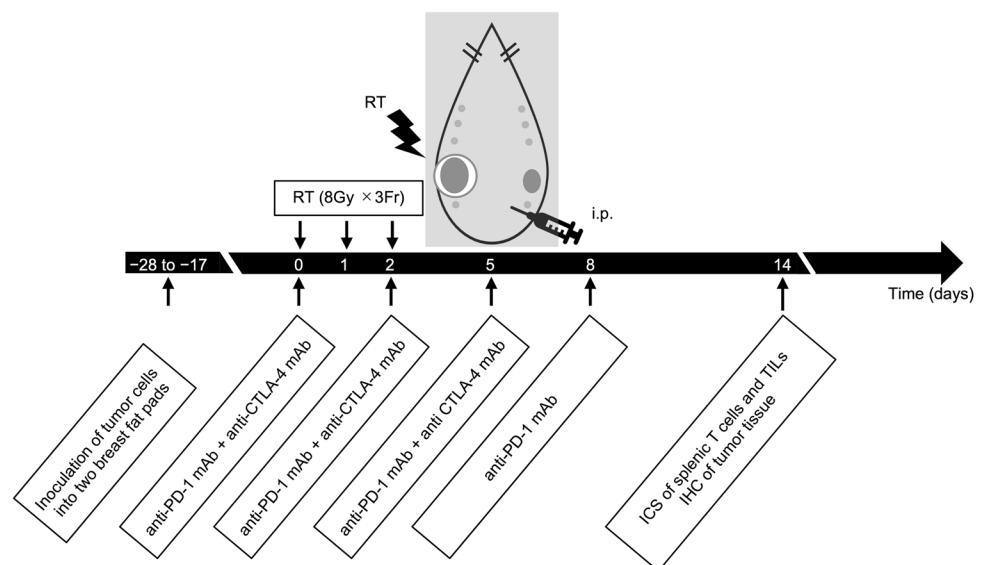 RT
RT (8Gy ×3Fr)
i.p.
−28 to −17
0
1
2
5
8
14
Time (days)
Inoculation of tumor cells
into two breast fat pads
anti-PD-1 mAb + anti-CTLA-4 mAb
anti-PD-1 mAb + anti-CTLA-4 mAb
anti-PD-1 mAb + anti CTLA-4 mAb
anti-PD-1 mAb
ICS of splenic T cells and TILs
IHC of tumor tissue